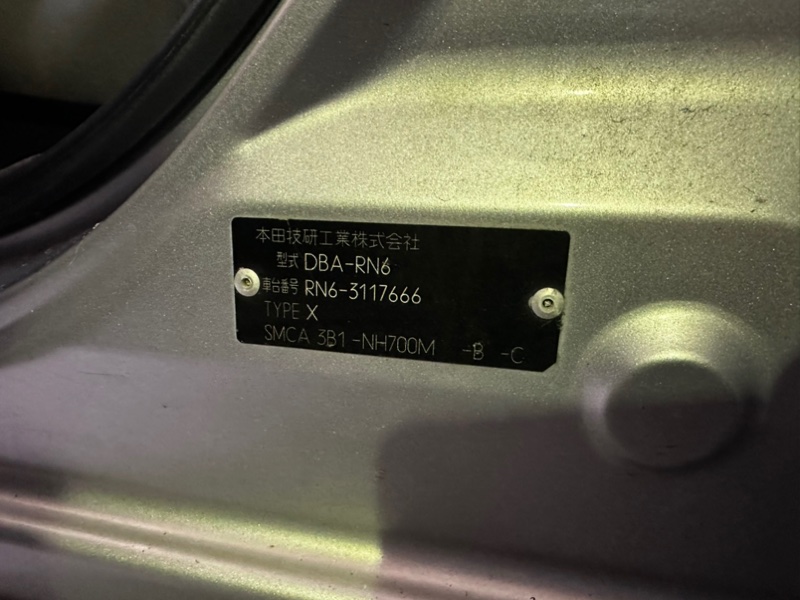 本田技研工業株式会社
型式 DBA-RN6
車台番号 RN6-3117666
TYPE X
SMCA 3B1 -NH700M -B -C